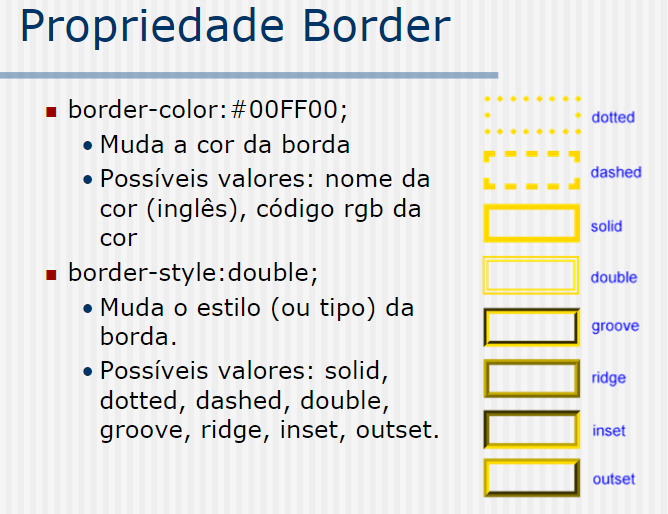 Propriedade Border
border-color:#00FF00;
Muda a cor da borda
Possíveis valores: nome da
cor (inglês), código rgb da
cor
border-style:double;
Muda o estilo (ou tipo) da
borda.
Possíveis valores: solid,
dotted, dashed, double,
groove, ridge, inset, outset.
dotted
dashed
solid
double
groove
ridge
inset
outset